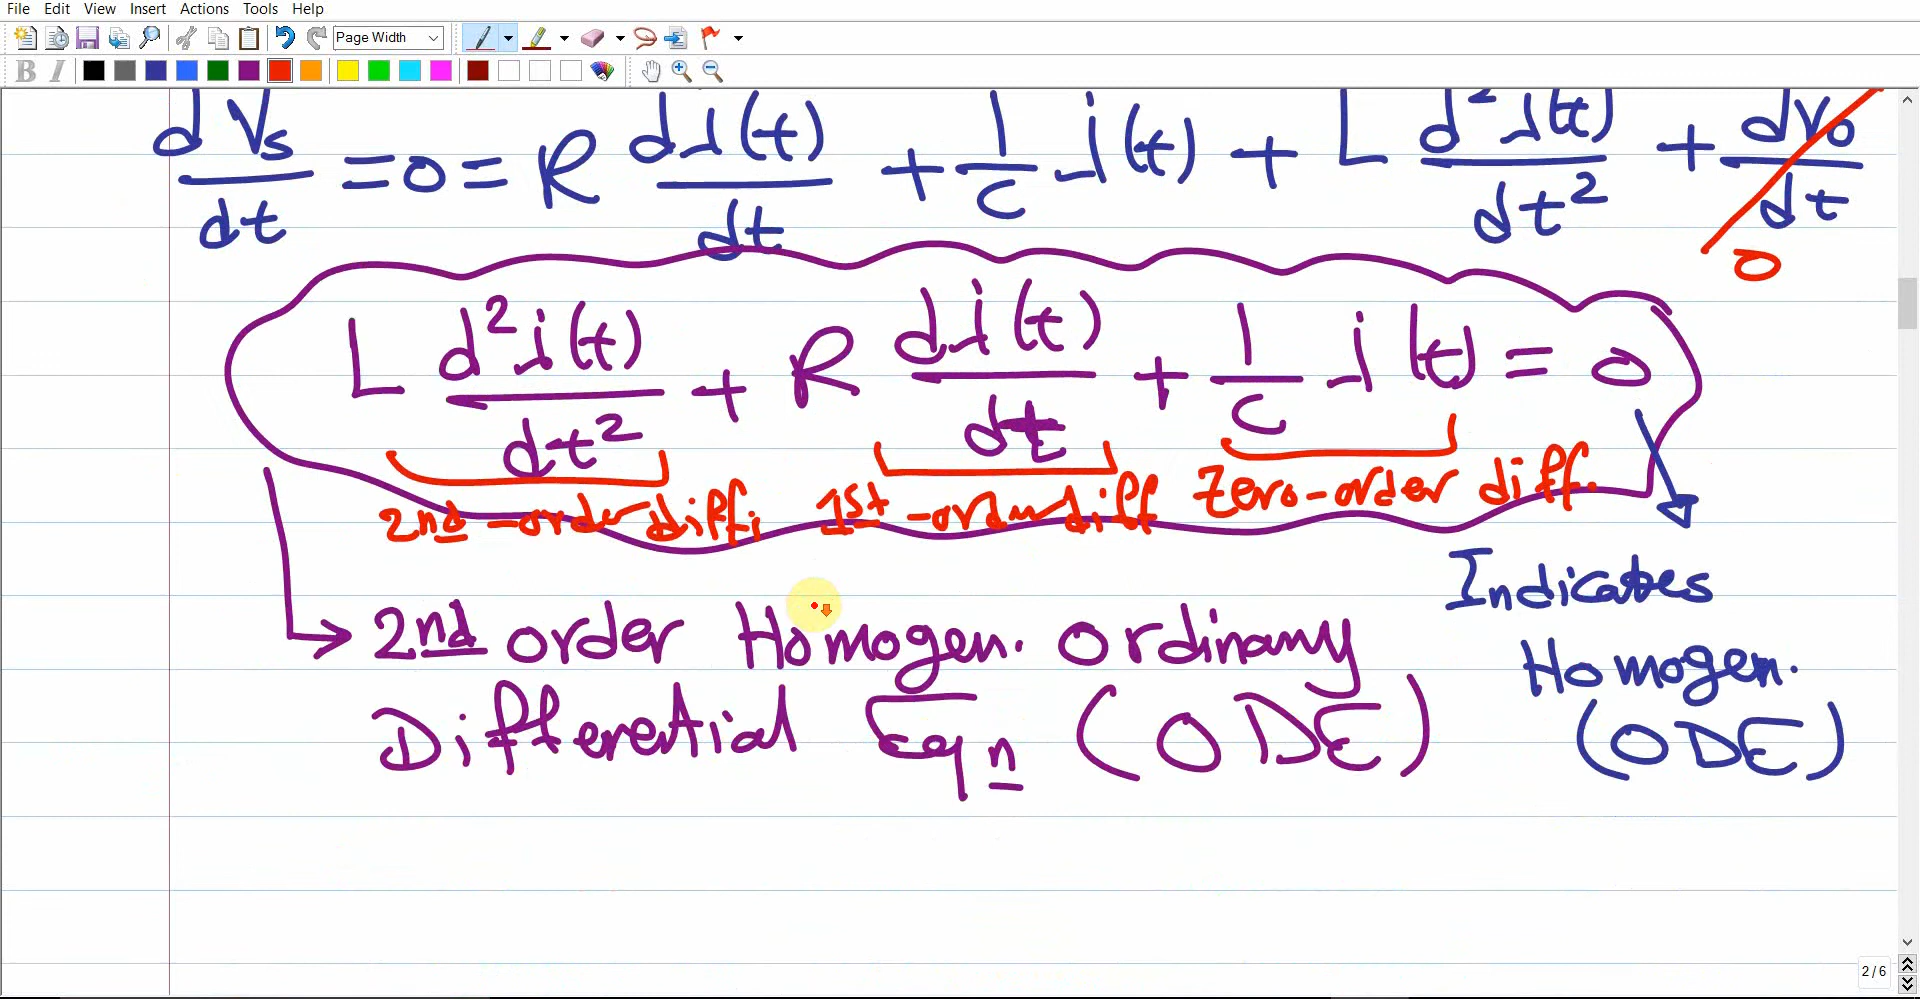 File Edit View Insert Actions Tools Help
Page Width
B I
dVs/dt = 0 = R di(t)/dt + 1/C i(t) + L d²i(t)/dt² + dVo/dt
0
L d²i(t)/dt² + R di(t)/dt + 1/C i(t) = 0
2nd-order diff. 1st-order diff Zero-order diff.
Indicates
Homogen.
(ODE)
2nd order Homogen. Ordinary
Differential Eqn (ODE)
2 / 6